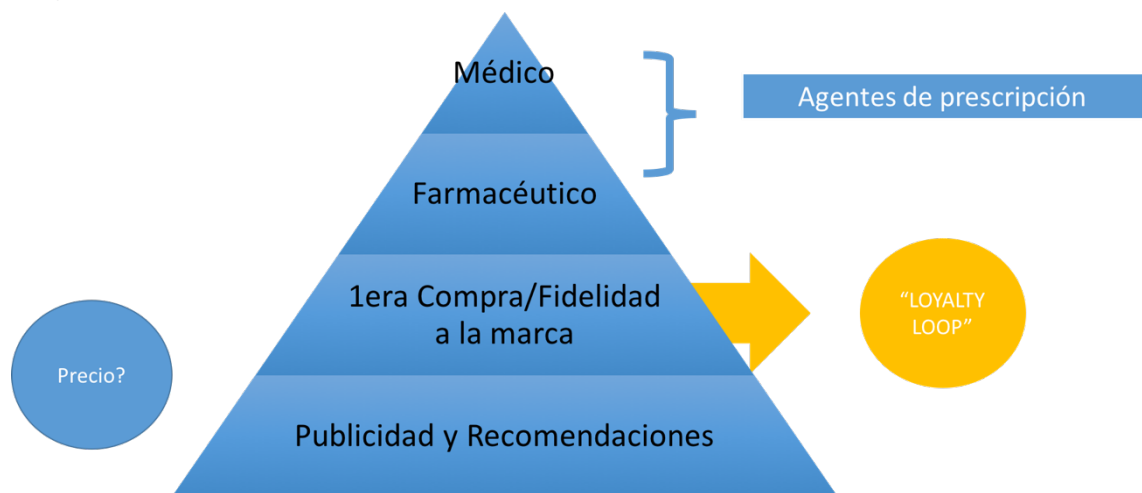 Médico
Agentes de prescripción
Farmacéutico
1era Compra/Fidelidad
a la marca
“LOYALTY
LOOP”
Precio?
Publicidad y Recomendaciones